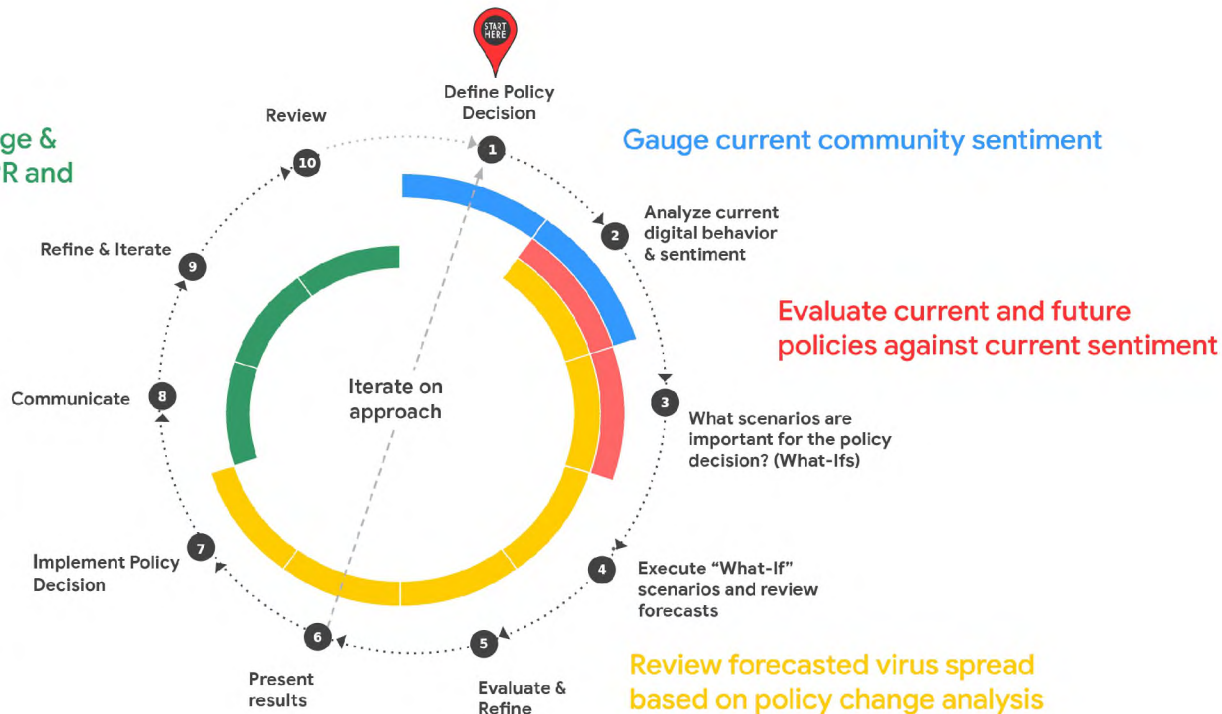 START
HERE
Define Policy
Decision
1
Gauge current community sentiment
2
Analyze current
digital behavior
& sentiment
Evaluate current and future
policies against current sentiment
3
What scenarios are
important for the policy
decision? (What-Ifs)
4
Execute “What-If”
scenarios and review
forecasts
Review forecasted virus spread
based on policy change analysis
5
Evaluate &
Refine
6
Present
results
7
Implement Policy
Decision
8
Communicate
9
Refine & Iterate
10
Review
&
and
Iterate on
approach